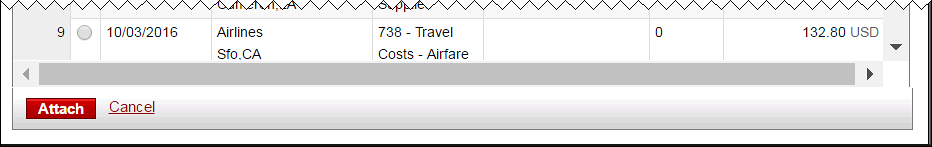 9 10/03/2016 Airlines 738 - Travel 0 132.80 USD
Sfo,CA Costs - Airfare
Attach Cancel